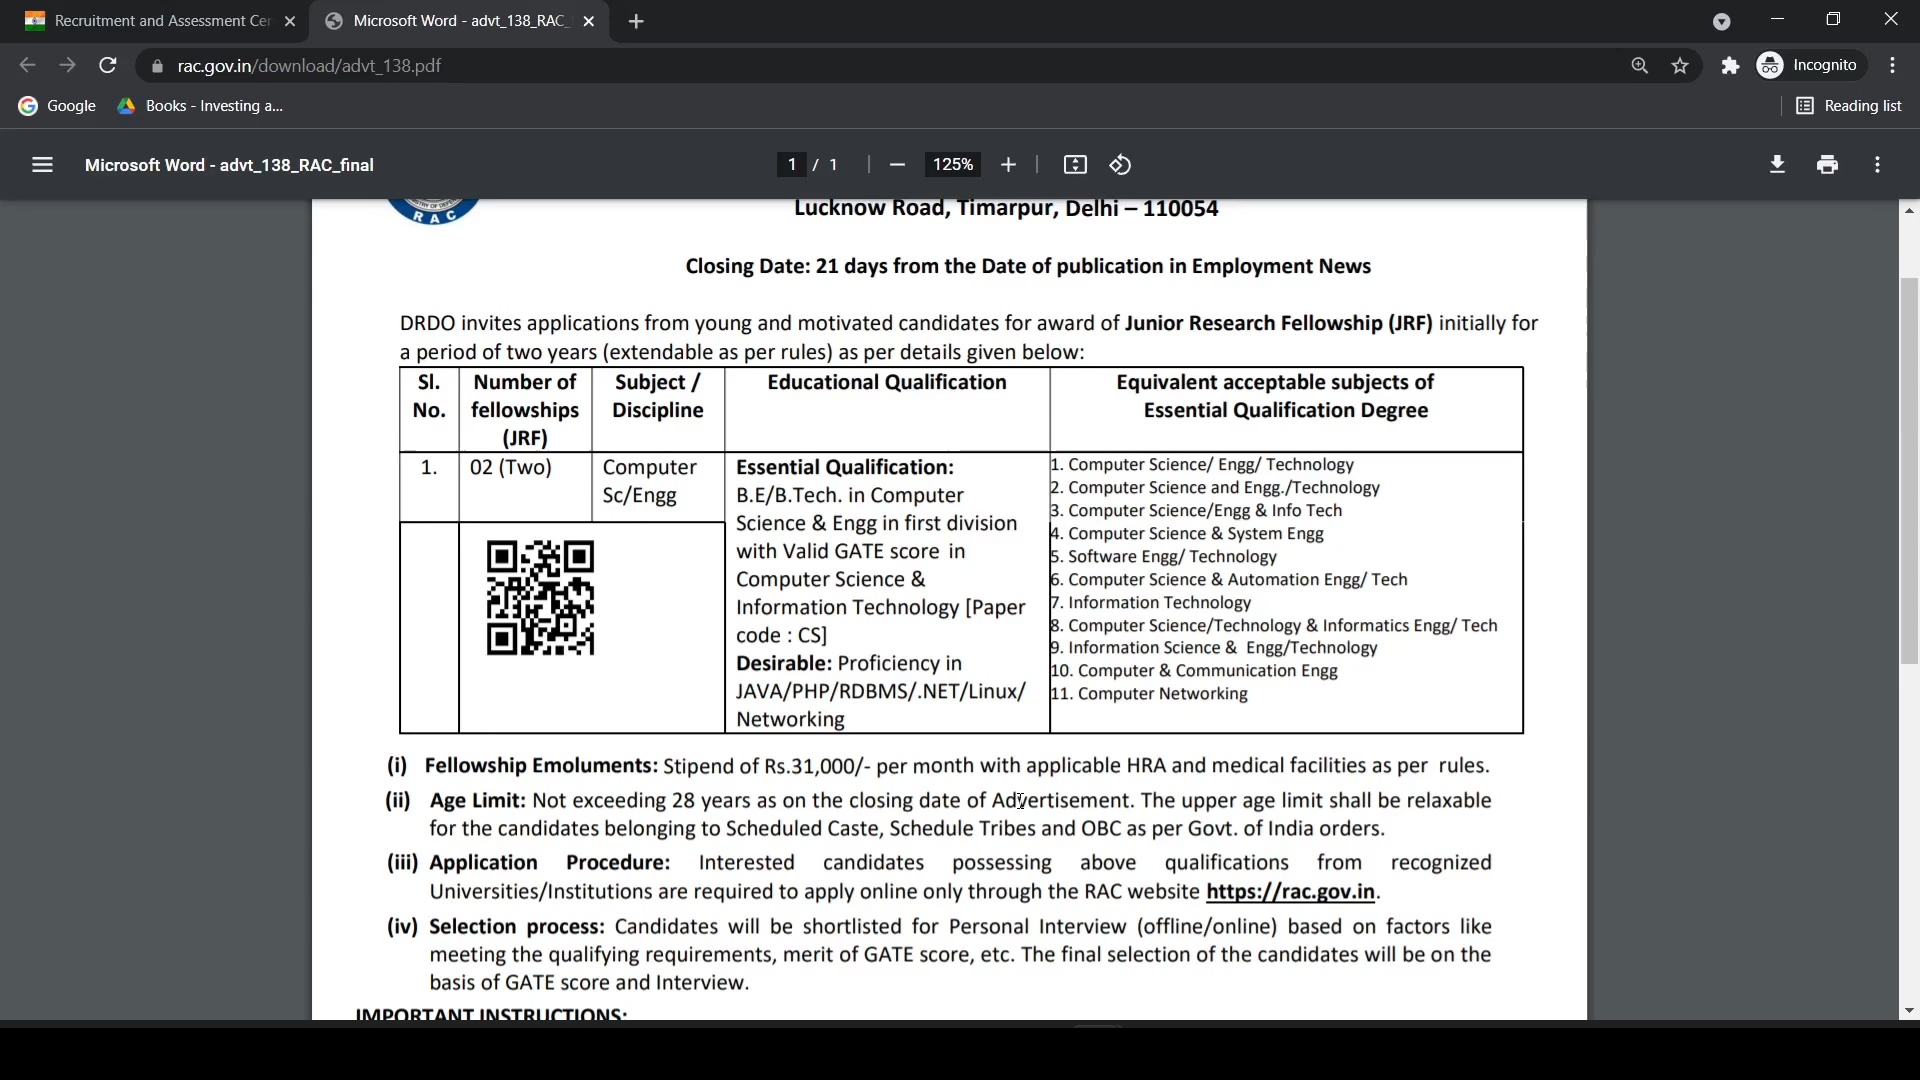 Recruitment and Assessment Cen
Microsoft Word - advt_138_RAC_
rac.gov.in/download/advt_138.pdf
Incognito
Google
Books - Investing a...
Reading list
Microsoft Word - advt_138_RAC_final
1 / 1
125%
RAC
Lucknow Road, Timarpur, Delhi – 110054
Closing Date: 21 days from the Date of publication in Employment News
DRDO invites applications from young and motivated candidates for award of Junior Research Fellowship (JRF) initially for
a period of two years (extendable as per rules) as per details given below:
Sl.
No.
Number of
fellowships
(JRF)
Subject /
Discipline
Educational Qualification
Equivalent acceptable subjects of
Essential Qualification Degree
1.
02 (Two)
Computer
Sc/Engg
Essential Qualification:
B.E/B.Tech. in Computer
Science & Engg in first division
with Valid GATE score in
Computer Science &
Information Technology [Paper
code : CS]
Desirable: Proficiency in
JAVA/PHP/RDBMS/.NET/Linux/
Networking
1. Computer Science/ Engg/ Technology
2. Computer Science and Engg./Technology
3. Computer Science/Engg & Info Tech
4. Computer Science & System Engg
5. Software Engg/ Technology
6. Computer Science & Automation Engg/ Tech
7. Information Technology
8. Computer Science/Technology & Informatics Engg/ Tech
9. Information Science & Engg/Technology
10. Computer & Communication Engg
11. Computer Networking
(i) Fellowship Emoluments: Stipend of Rs.31,000/- per month with applicable HRA and medical facilities as per rules.
(ii) Age Limit: Not exceeding 28 years as on the closing date of Advertisement. The upper age limit shall be relaxable
for the candidates belonging to Scheduled Caste, Schedule Tribes and OBC as per Govt. of India orders.
(iii) Application Procedure: Interested candidates possessing above qualifications from recognized
Universities/Institutions are required to apply online only through the RAC website https://rac.gov.in.
(iv) Selection process: Candidates will be shortlisted for Personal Interview (offline/online) based on factors like
meeting the qualifying requirements, merit of GATE score, etc. The final selection of the candidates will be on the
basis of GATE score and Interview.
IMPORTANT INSTRUCTIONS: